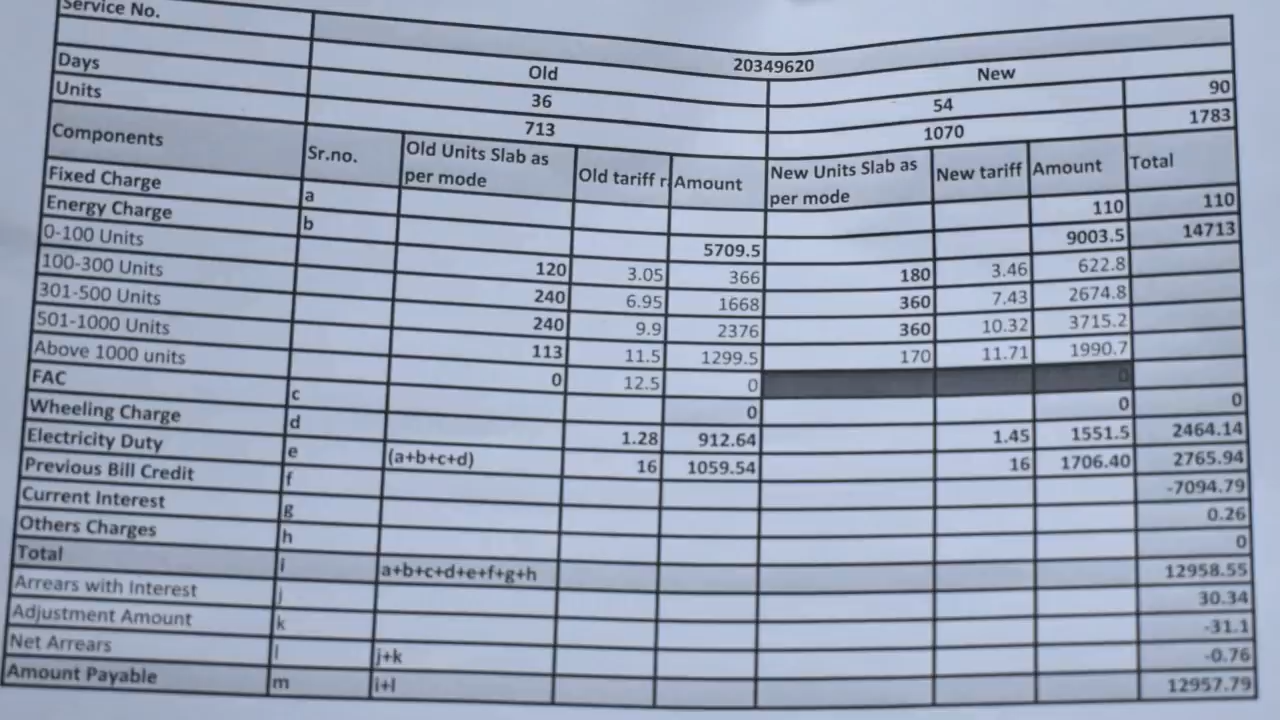 Service No. 20349620
Old New
Days 36 54 90
Units 713 1070 1783
Components Sr.no. Old Units Slab as per mode Old tariff r Amount New Units Slab as per mode New tariff Amount Total
Fixed Charge a 110 110
Energy Charge b 5709.5 9003.5 14713
0-100 Units 120 3.05 366 180 3.46 622.8
100-300 Units 240 6.95 1668 360 7.43 2674.8
301-500 Units 240 9.9 2376 360 10.32 3715.2
501-1000 Units 113 11.5 1299.5 170 11.71 1990.7
Above 1000 units 0 12.5 0 0
FAC c 0 0 0
Wheeling Charge d 1.28 912.64 1.45 1551.5 2464.14
Electricity Duty e (a+b+c+d) 16 1059.54 16 1706.40 2765.94
Previous Bill Credit f -7094.79
Current Interest g 0.26
Others Charges h 0
Total i a+b+c+d+e+f+g+h 12958.55
Arrears with Interest j 30.34
Adjustment Amount k -31.1
Net Arrears l j+k -0.76
Amount Payable m i+l 12957.79